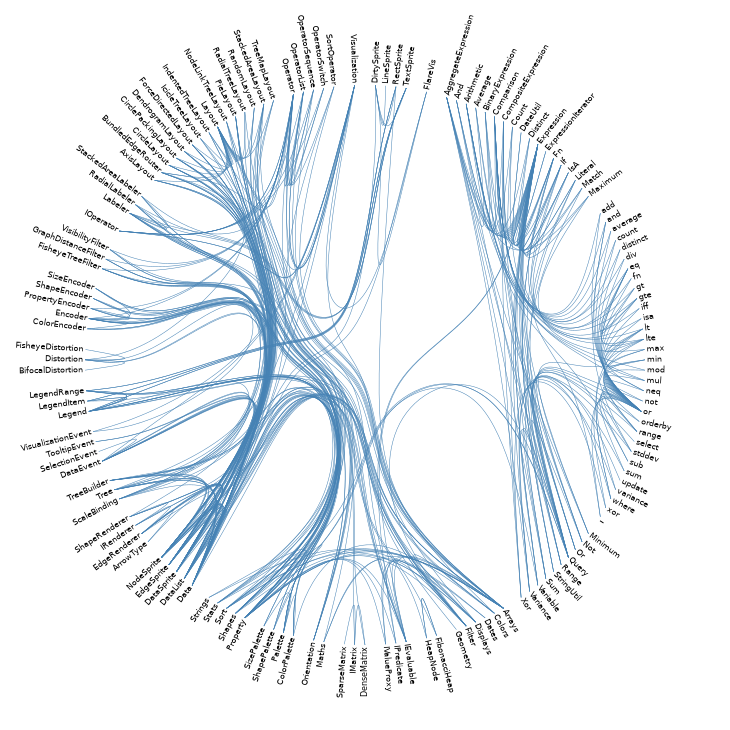 AggregateExpression
And
Arithmetic
Average
BinaryExpression
Comparison
CompositeExpression
Count
DateUtil
Distinct
Expression
ExpressionIterator
Fn
If
IsA
Literal
Match
Maximum
add
and
average
count
distinct
div
eq
fn
gt
gte
iff
isa
lt
lte
max
min
mod
mul
neq
not
or
orderby
range
select
stddev
sub
sum
update
variance
where
xor
_
Minimum
Not
Or
Query
Range
StringUtil
Sum
Variable
Variance
Xor
Arrays
Colors
Dates
Displays
Filter
Geometry
FibonacciHeap
HeapNode
IEvaluable
IPredicate
IValueProxy
DenseMatrix
IMatrix
SparseMatrix
Maths
Orientation
ColorPalette
Palette
ShapePalette
SizePalette
Property
Shapes
Sort
Stats
Strings
Data
DataList
DataSprite
EdgeSprite
NodeSprite
ArrowType
EdgeRenderer
IRenderer
ShapeRenderer
ScaleBinding
Tree
TreeBuilder
DataEvent
SelectionEvent
TooltipEvent
VisualizationEvent
Legend
LegendItem
LegendRange
BifocalDistortion
Distortion
FisheyeDistortion
ColorEncoder
Encoder
PropertyEncoder
ShapeEncoder
SizeEncoder
FisheyeTreeFilter
GraphDistanceFilter
VisibilityFilter
IOperator
Labeler
RadialLabeler
StackedAreaLabeler
AxisLayout
BundledEdgeRouter
CircleLayout
CirclePackingLayout
DendrogramLayout
ForceDirectedLayout
IcicleTreeLayout
IndentedTreeLayout
Layout
NodeLinkTreeLayout
PieLayout
RadialTreeLayout
RandomLayout
StackedAreaLayout
TreeMapLayout
Operator
OperatorList
OperatorSequence
OperatorSwitch
SortOperator
Visualization
DirtySprite
LineSprite
RectSprite
TextSprite
FlareVis